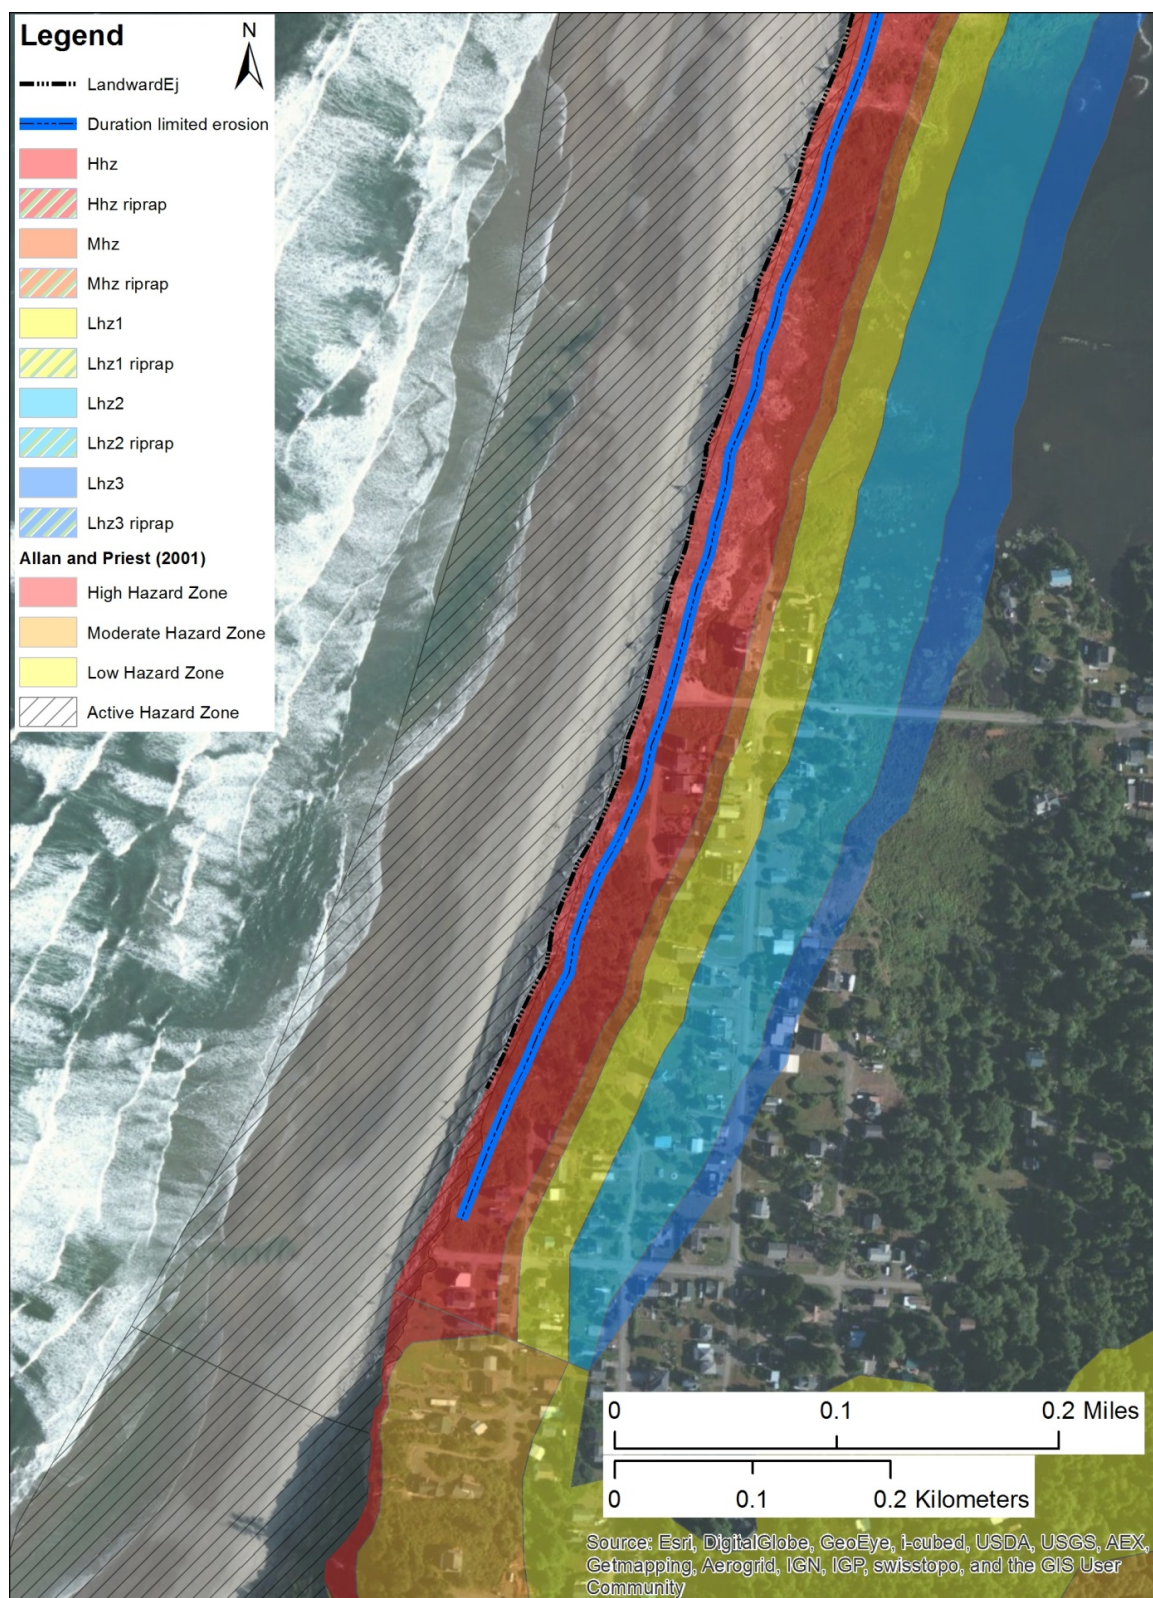 Legend
N
LandwardEj
Duration limited erosion
Hhz
Hhz riprap
Mhz
Mhz riprap
Lhz1
Lhz1 riprap
Lhz2
Lhz2 riprap
Lhz3
Lhz3 riprap
Allan and Priest (2001)
High Hazard Zone
Moderate Hazard Zone
Low Hazard Zone
Active Hazard Zone
0 0.1 0.2 Miles
0 0.1 0.2 Kilometers
Source: Esri, DigitalGlobe, GeoEye, i-cubed, USDA, USGS, AEX,
Getmapping, Aerogrid, IGN, IGP, swisstopo, and the GIS User
Community